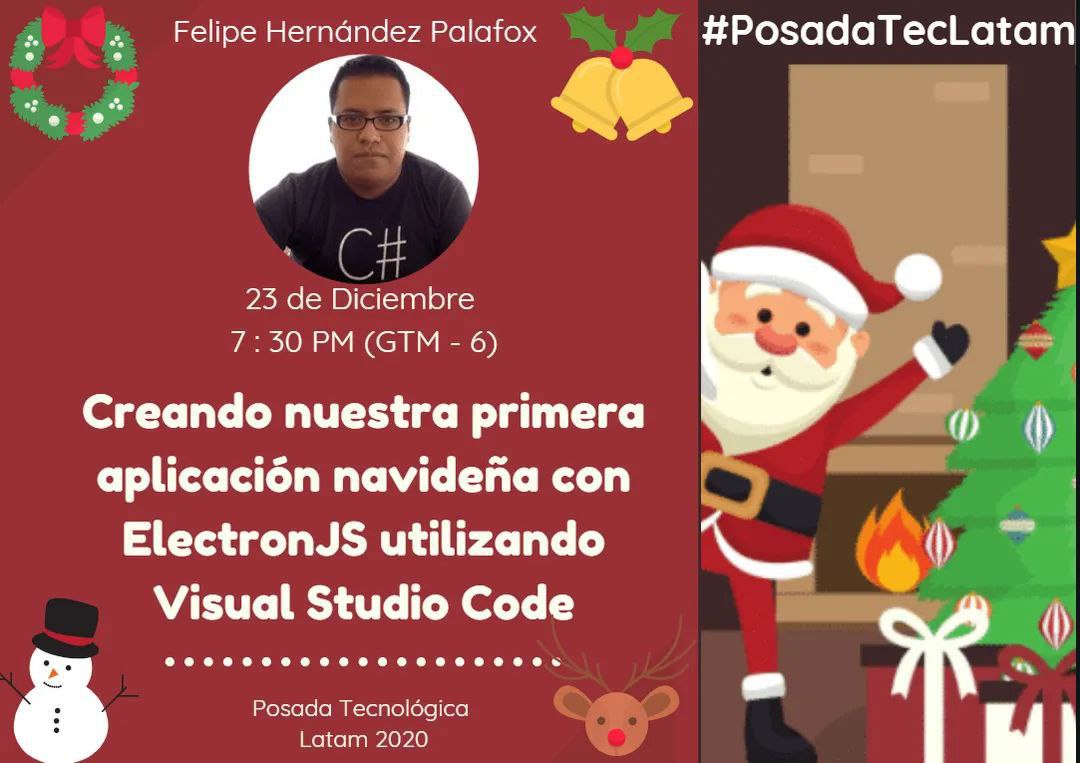 Felipe Hernández Palafox
#PosadaTecLatam
C#
23 de Diciembre
7 : 30 PM (GTM - 6)
Creando nuestra primera
aplicación navideña con
ElectronJS utilizando
Visual Studio Code
Posada Tecnológica
Latam 2020